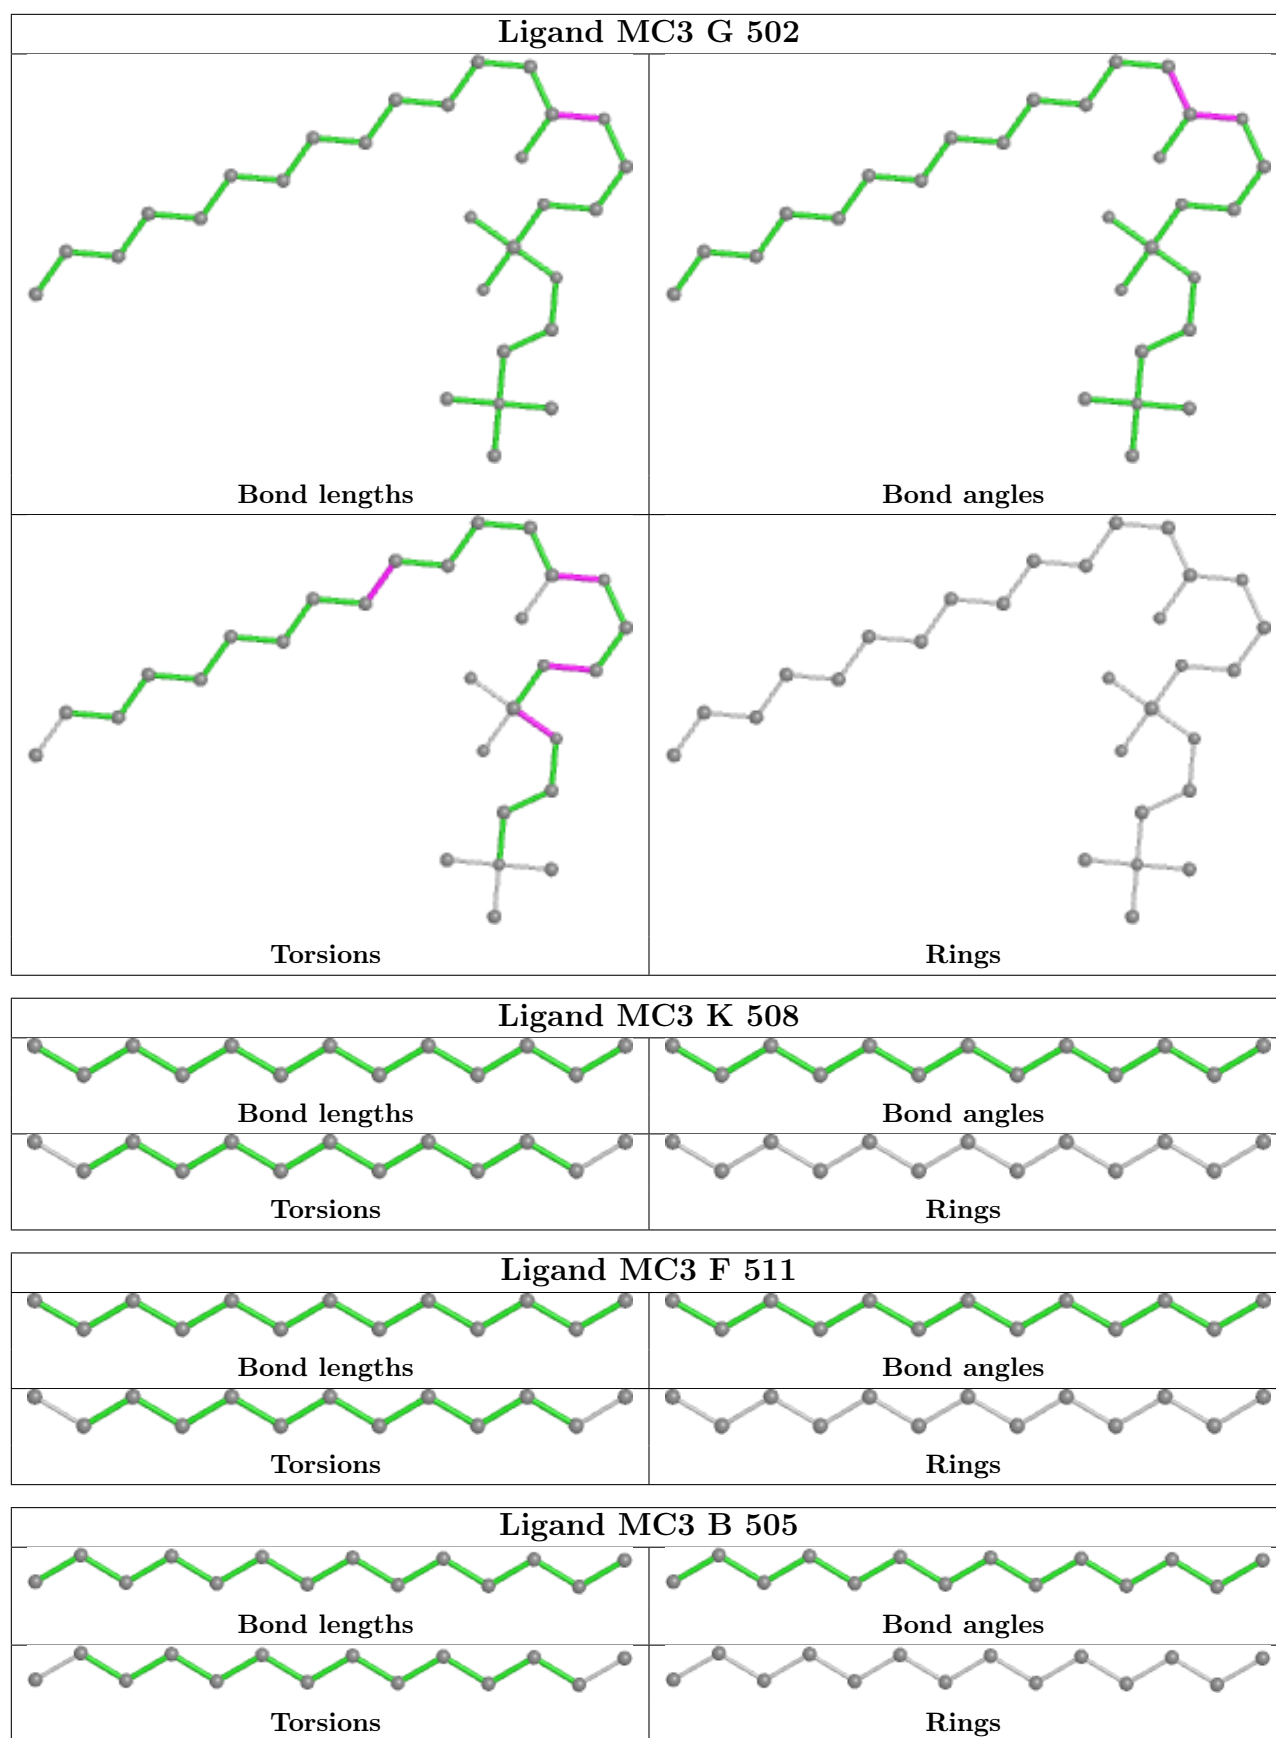 Ligand MC3 G 502
Bond lengths
Bond angles
Torsions
Rings
Ligand MC3 K 508
Bond lengths
Bond angles
Torsions
Rings
Ligand MC3 F 511
Bond lengths
Bond angles
Torsions
Rings
Ligand MC3 B 505
Bond lengths
Bond angles
Torsions
Rings